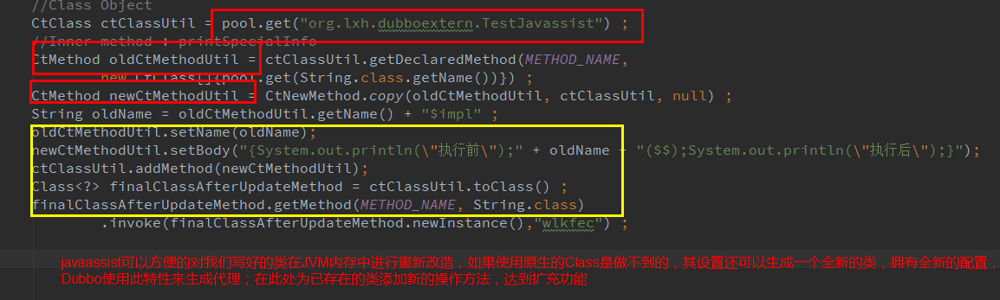 //Class Object
CtClass ctClassUtil = pool.get("org.lxh.dubboextern.TestJavassist") ;
//Inner method : printSpecialInfo
CtMethod oldCtMethodUtil = ctClassUtil.getDeclaredMethod(METHOD_NAME,
new CtClass[]{pool.get(String.class.getName())}) ;
CtMethod newCtMethodUtil = CtNewMethod.copy(oldCtMethodUtil, ctClassUtil, null) ;
String oldName = oldCtMethodUtil.getName() + "$impl" ;
oldCtMethodUtil.setName(oldName);
newCtMethodUtil.setBody("{System.out.println(\"执行前\");" + oldName + "($$);System.out.println(\"执行后\");}");
ctClassUtil.addMethod(newCtMethodUtil);
Class<?> finalClassAfterUpdateMethod = ctClassUtil.toClass() ;
finalClassAfterUpdateMethod.getMethod(METHOD_NAME, String.class)
.invoke(finalClassAfterUpdateMethod.newInstance(),"wlkfec") ;
javaassist可以方便的对我们写好的类在JVM内存中进行重新改造，如果使用原生的Class是做不到的，其设置还可以生成一个全新的类，拥有全新的配置，
Dubbo使用此特性来生成代理；在此处为已存在的类添加新的操作方法，达到扩充功能